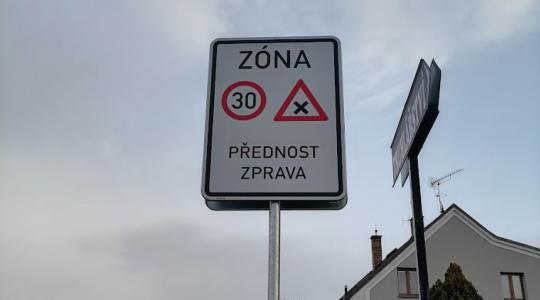 ZÓNA
30
PŘEDNOST
ZPRAVA